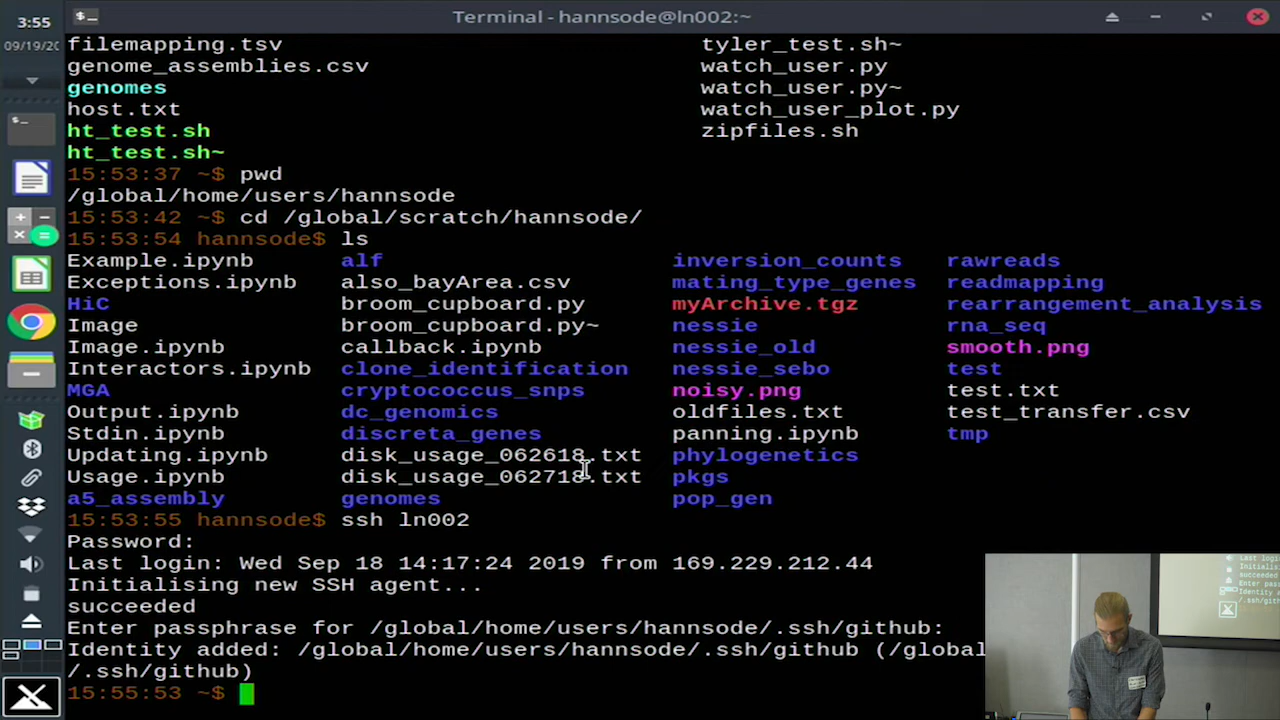 3:55
Terminal - hannsode@ln002:~
09/19/20
filemapping.tsv tyler_test.sh~
genome_assemblies.csv watch_user.py
genomes watch_user.py~
host.txt watch_user_plot.py
ht_test.sh zipfiles.sh
ht_test.sh~
15:53:37 ~$ pwd
/global/home/users/hannsode
15:53:42 ~$ cd /global/scratch/hannsode/
15:53:54 hannsode$ ls
Example.ipynb alf inversion_counts rawreads
Exceptions.ipynb also_bayArea.csv mating_type_genes readmapping
HiC broom_cupboard.py myArchive.tgz rearrangement_analysis
Image broom_cupboard.py~ nessie rna_seq
Image.ipynb callback.ipynb nessie_old smooth.png
Interactors.ipynb clone_identification nessie_sebo test
MGA cryptococcus_snps noisy.png test.txt
Output.ipynb dc_genomics oldfiles.txt test_transfer.csv
Stdin.ipynb discreta_genes panning.ipynb tmp
Updating.ipynb disk_usage_062618.txt phylogenetics
Usage.ipynb disk_usage_062718.txt pkgs
a5_assembly genomes pop_gen
15:53:55 hannsode$ ssh ln002
Password:
Last login: Wed Sep 18 14:17:24 2019 from 169.229.212.44
Initialising new SSH agent...
succeeded
Enter passphrase for /global/home/users/hannsode/.ssh/github:
Identity added: /global/home/users/hannsode/.ssh/github (/global
/.ssh/github)
15:55:53 ~$